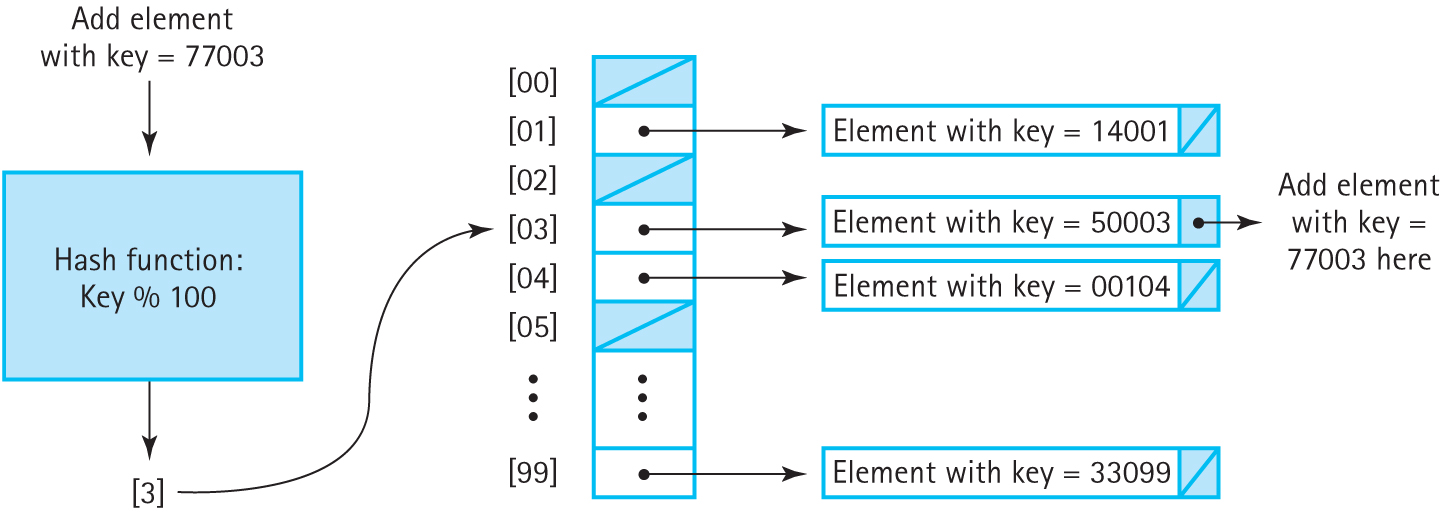 Add element
with key = 77003
Hash function:
Key % 100
[3]
[00]
[01]
[02]
[03]
[04]
[05]
[99]
Element with key = 14001
Element with key = 50003
Element with key = 00104
Element with key = 33099
Add element
with key =
77003 here